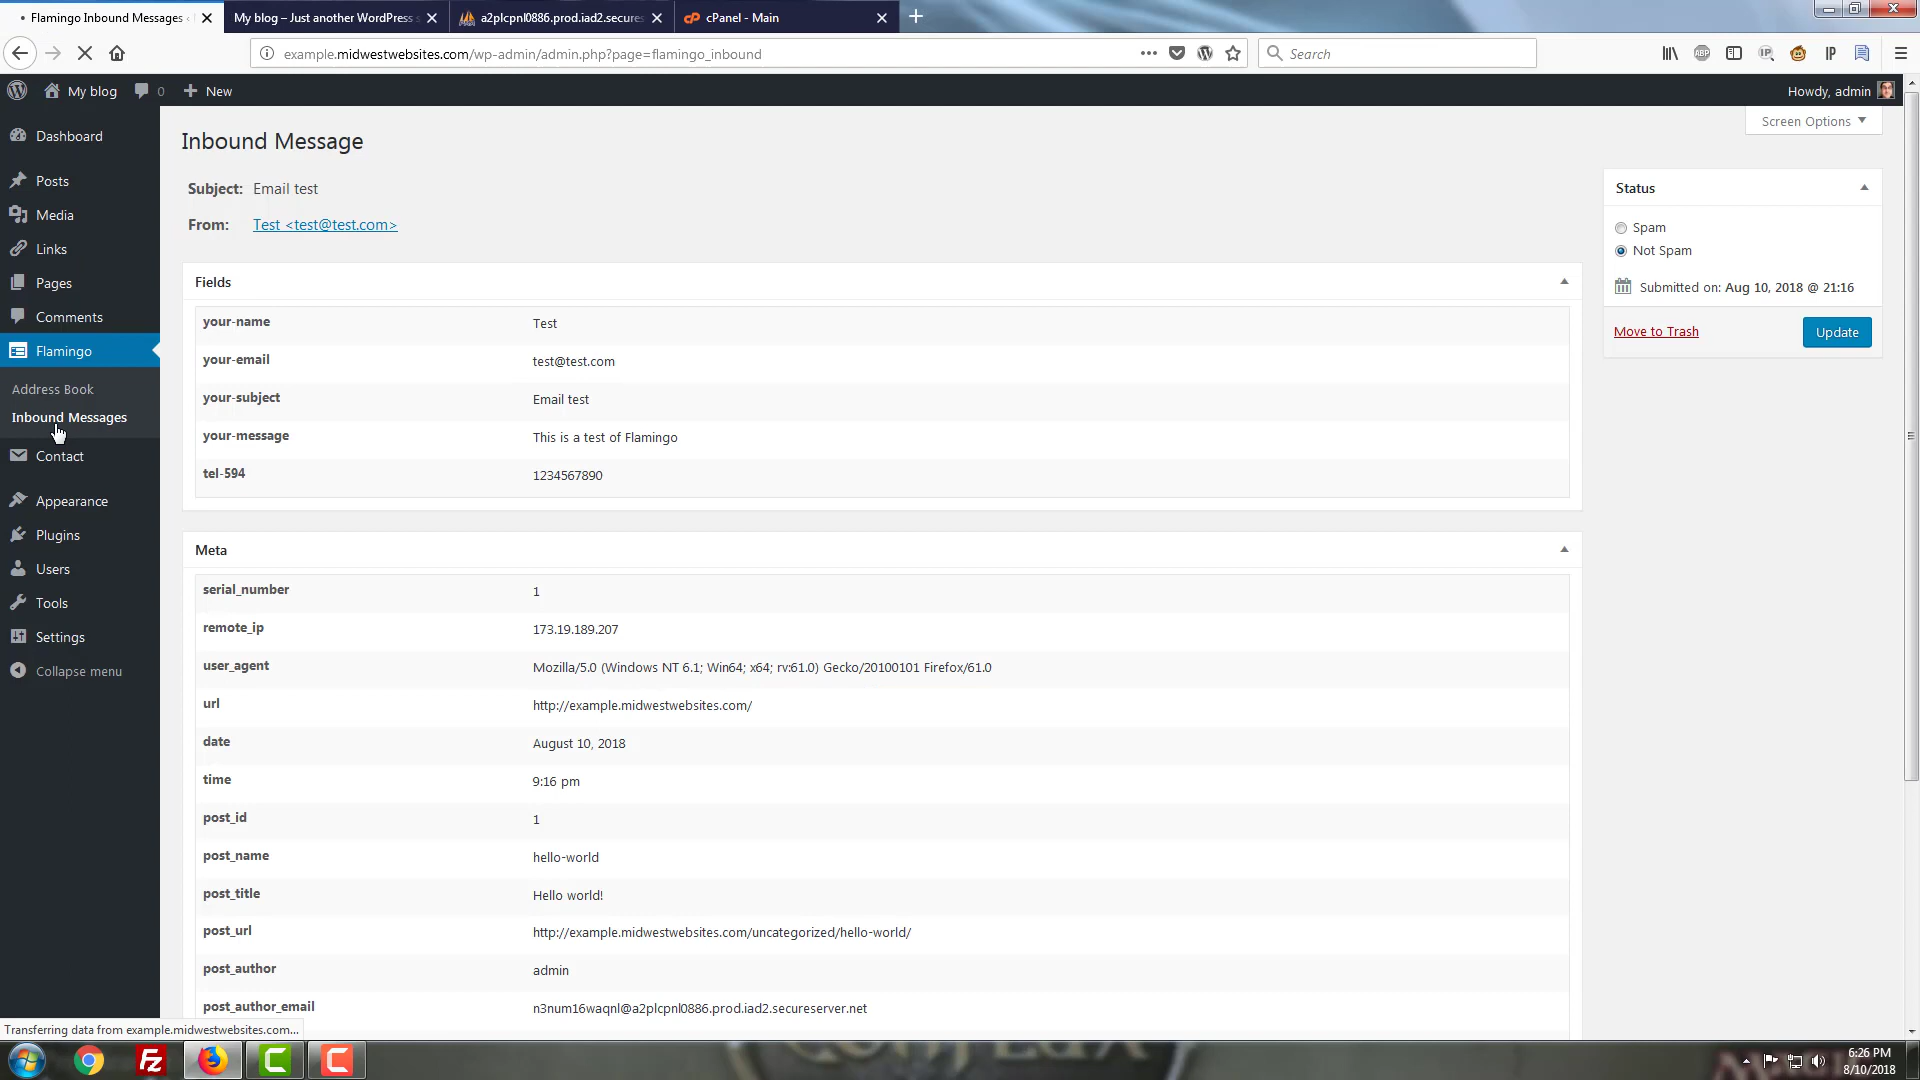 Flamingo Inbound Messages ‹
My blog – Just another WordPress s
a2plcpnl0886.prod.iad2.secures
cPanel - Main
example.midwestwebsites.com/wp-admin/admin.php?page=flamingo_inbound
Search
ABP
IP
IP
My blog
0
New
Howdy, admin
Screen Options
Dashboard
Posts
Media
Links
Pages
Comments
Flamingo
Address Book
Inbound Messages
Contact
Appearance
Plugins
Users
Tools
Settings
Collapse menu
Inbound Message
Subject: Email test
From: Test <test@test.com>
Fields
your-name Test
your-email test@test.com
your-subject Email test
your-message This is a test of Flamingo
tel-594 1234567890
Meta
serial_number 1
remote_ip 173.19.189.207
user_agent Mozilla/5.0 (Windows NT 6.1; Win64; x64; rv:61.0) Gecko/20100101 Firefox/61.0
url http://example.midwestwebsites.com/
date August 10, 2018
time 9:16 pm
post_id 1
post_name hello-world
post_title Hello world!
post_url http://example.midwestwebsites.com/uncategorized/hello-world/
post_author admin
post_author_email n3num16waqnl@a2plcpnl0886.prod.iad2.secureserver.net
Status
Spam
Not Spam
Submitted on: Aug 10, 2018 @ 21:16
Move to Trash
Update
Transferring data from example.midwestwebsites.com...
6:26 PM
8/10/2018